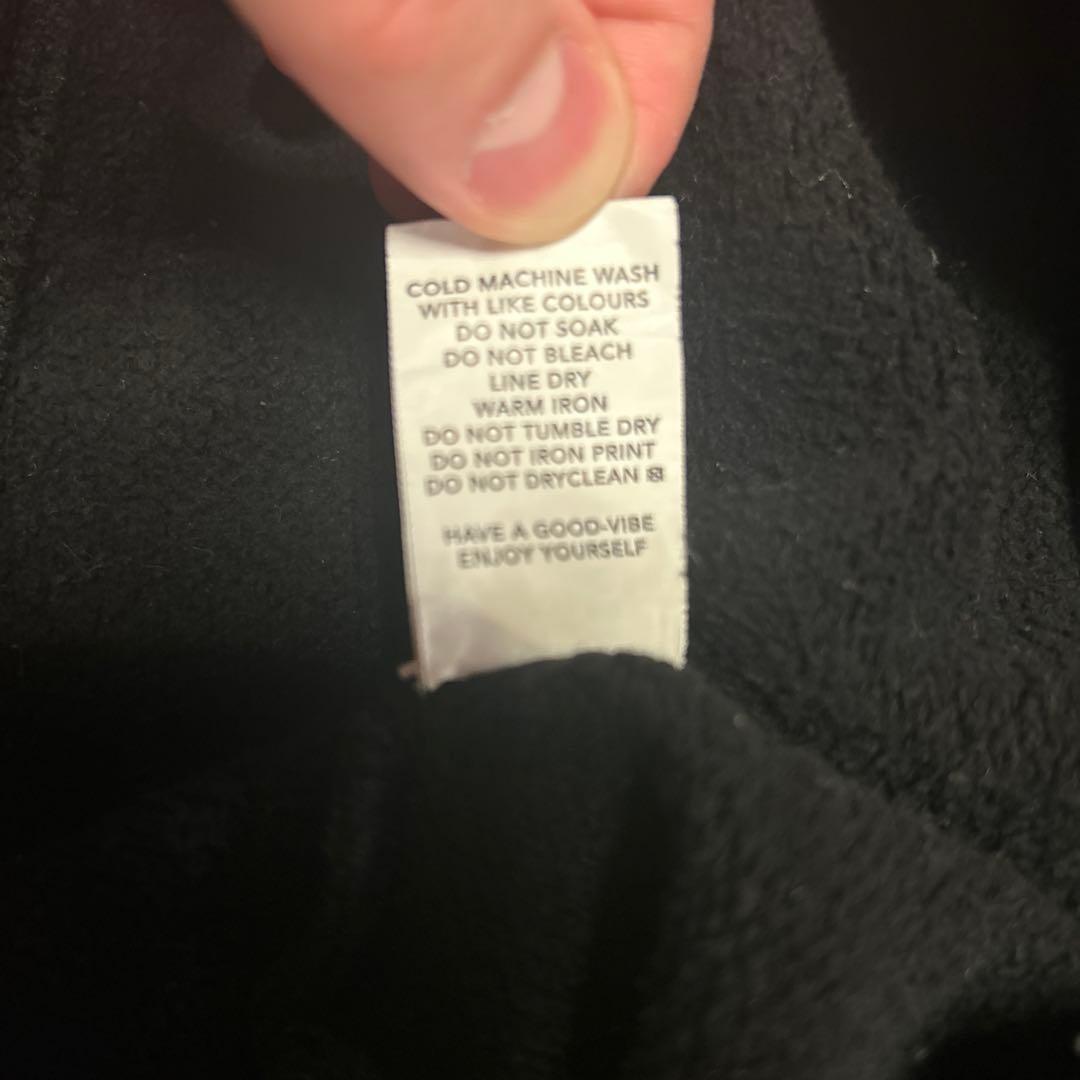 COLD MACHINE WASH
WITH LIKE COLOURS
DO NOT SOAK
DO NOT BLEACH
LINE DRY
WARM IRON
DO NOT TUMBLE DRY
DO NOT IRON PRINT
DO NOT DRYCLEAN
HAVE A GOOD-VIBE
ENJOY YOURSELF